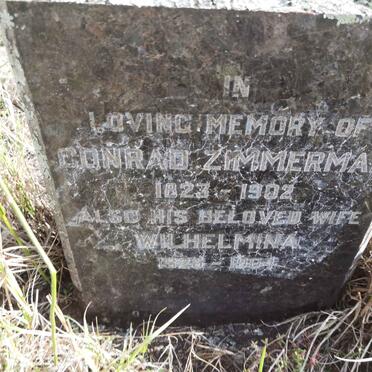 IN
LOVING MEMORY OF
CONRAD ZIMMERMA
1823 - 1902
ALSO HIS BELOVED WIFE
WILHELMINA